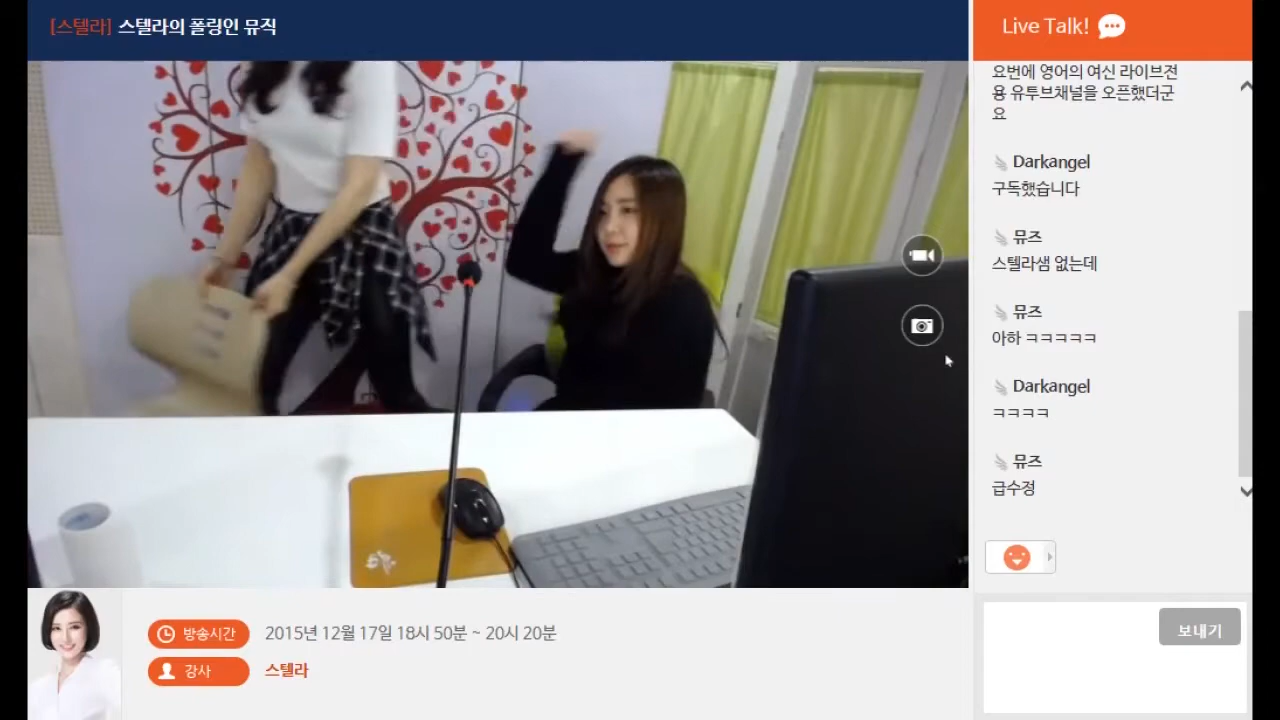 [스텔라] 스텔라의 폴링인 뮤직
Live Talk!
요번에 영어의 여신 라이브전
용 유투브채널을 오픈했더군
요
Darkangel
구독했습니다
뮤즈
스텔라샘 없는데
뮤즈
아하 ㅋㅋㅋㅋㅋ
Darkangel
ㅋㅋㅋㅋ
뮤즈
급수정
보내기
방송시간 2015년 12월 17일 18시 50분 ~ 20시 20분
강사 스텔라